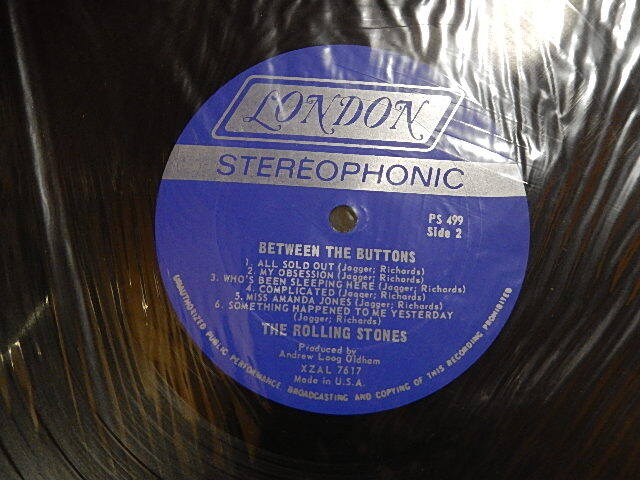 LONDON
STEREOPHONIC
PS 499
Side 2
BETWEEN THE BUTTONS
1. ALL SOLD OUT (Jagger; Richards)
2. MY OBSESSION (Jagger; Richards)
3. WHO'S BEEN SLEEPING HERE (Jagger; Richards)
4. COMPLICATED (Jagger; Richards)
5. MISS AMANDA JONES (Jagger; Richards)
6. SOMETHING HAPPENED TO ME YESTERDAY
(Jagger; Richards)
THE ROLLING STONES
Produced by
Andrew Loog Oldham
XZAL 7617
Made in U.S.A.
UNAUTHORIZED PUBLIC PERFORMANCE, BROADCASTING AND COPYING OF THIS RECORDING PROHIBITED